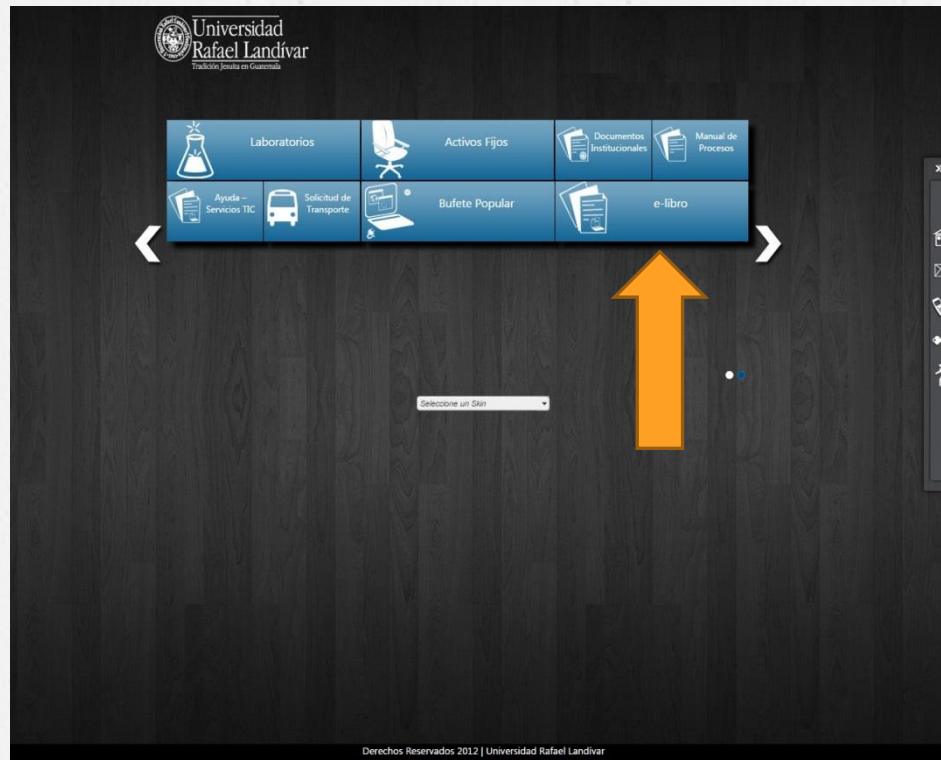 Universidad
Rafael Landívar
Tradición Jesuita en Guatemala
Laboratorios
Activos Fijos
Documentos
Institucionales
Manual de
Procesos
Ayuda –
Servicios TIC
Solicitud de
Transporte
Bufete Popular
e-libro
Seleccione un Skin
Derechos Reservados 2012 | Universidad Rafael Landívar